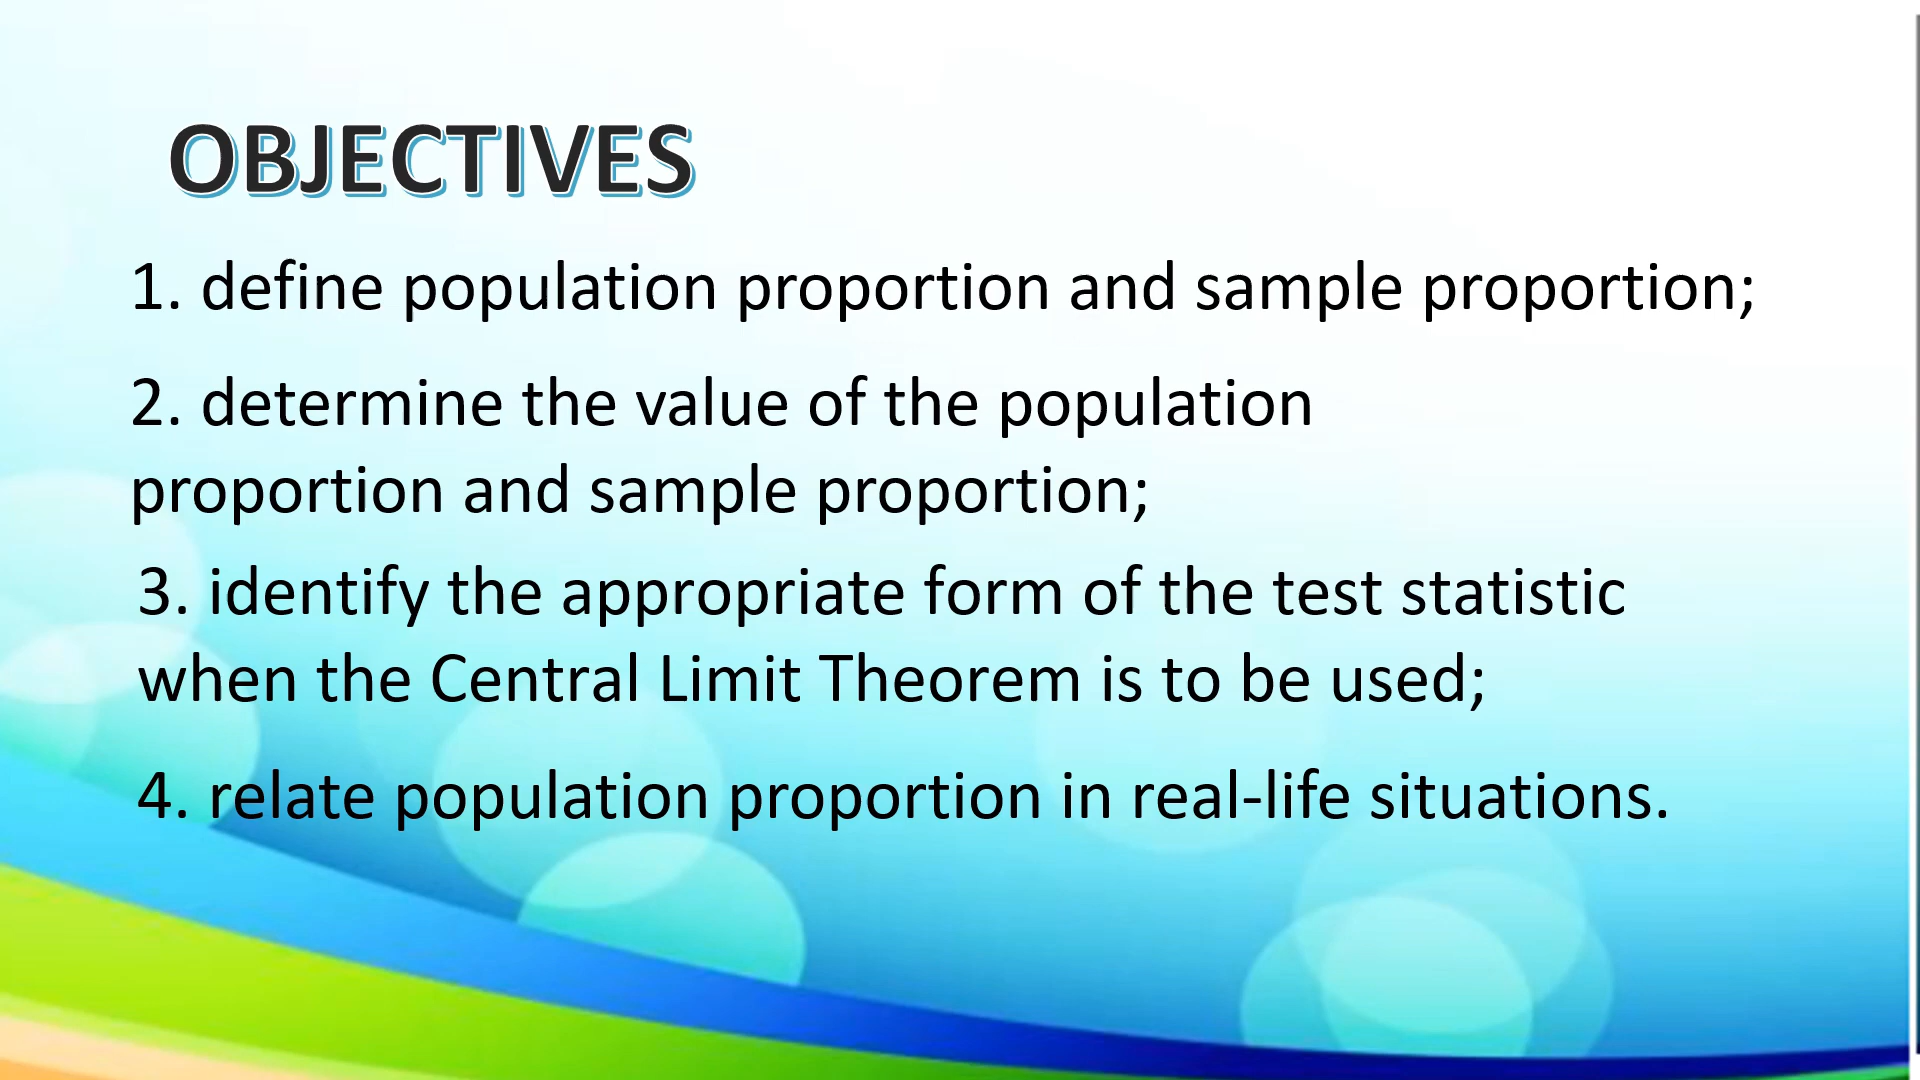 OBJECTIVES
1. define population proportion and sample proportion;
2. determine the value of the population
proportion and sample proportion;
3. identify the appropriate form of the test statistic
when the Central Limit Theorem is to be used;
4. relate population proportion in real-life situations.